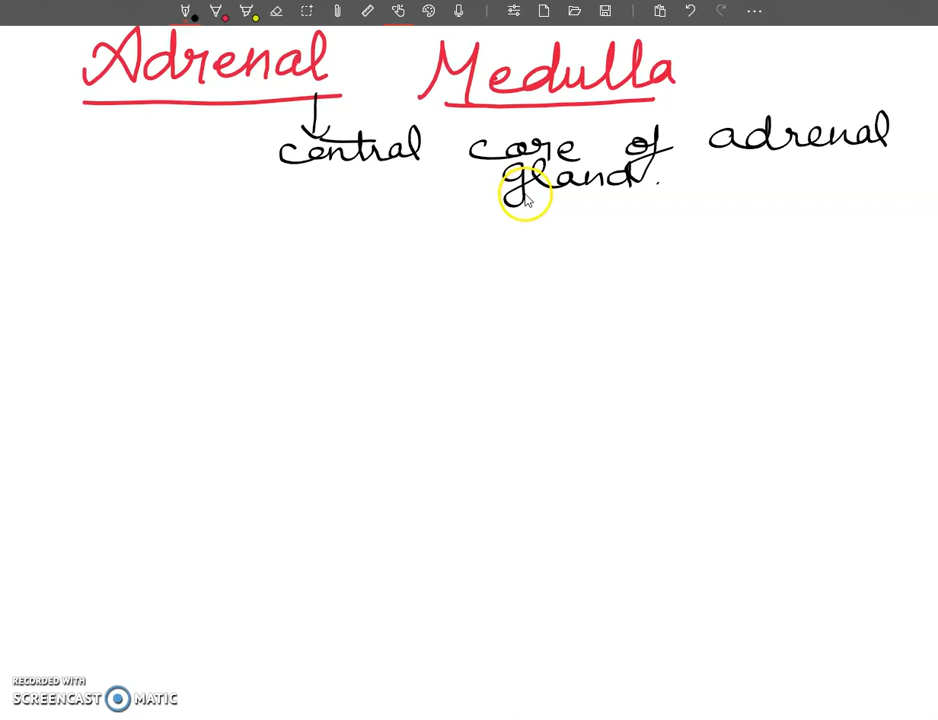 Adrenal Medulla
central core of adrenal
gland.
RECORDED WITH
SCREENCAST MATIC